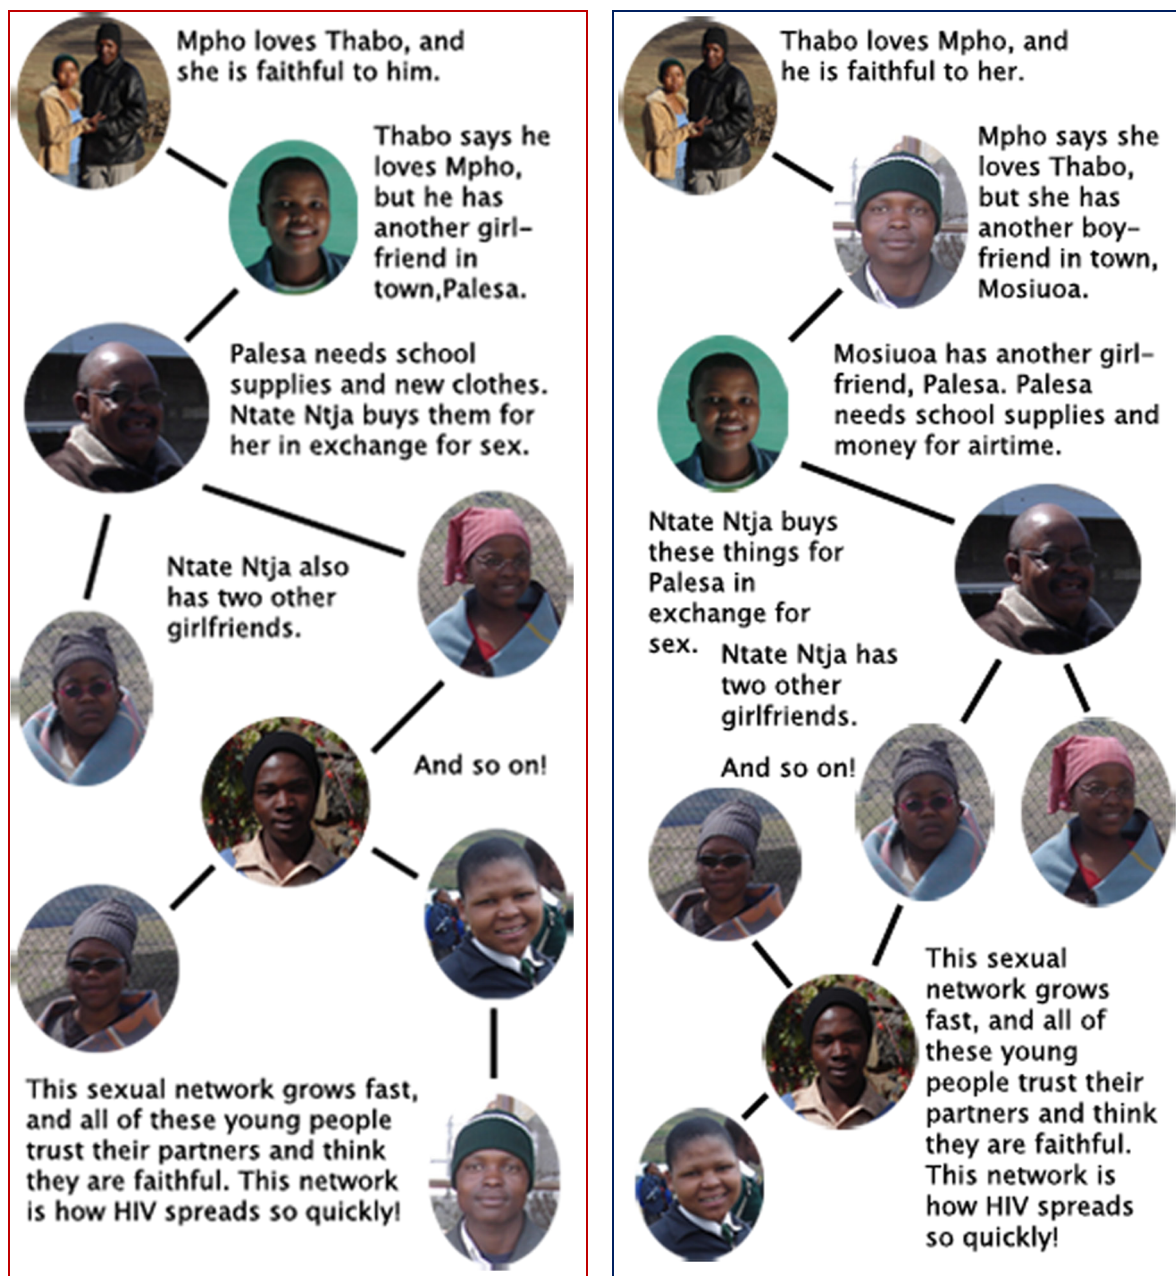 Mpho loves Thabo, and
she is faithful to him.
Thabo says he
loves Mpho,
but he has
another girl-
friend in
town,Palesa.
Palesa needs school
supplies and new clothes.
Ntate Ntja buys them for
her in exchange for sex.
Ntate Ntja also
has two other
girlfriends.
And so on!
This sexual network grows fast,
and all of these young people
trust their partners and think
they are faithful. This network
is how HIV spreads so quickly!
Thabo loves Mpho, and
he is faithful to her.
Mpho says she
loves Thabo,
but she has
another boy-
friend in town,
Mosiuoa.
Mosiuoa has another girl-
friend, Palesa. Palesa
needs school supplies and
money for airtime.
Ntate Ntja buys
these things for
Palesa in
exchange for
sex.
Ntate Ntja has
two other
girlfriends.
And so on!
This sexual
network grows
fast, and all of
these young
people trust their
partners and think
they are faithful.
This network is
how HIV spreads
so quickly!